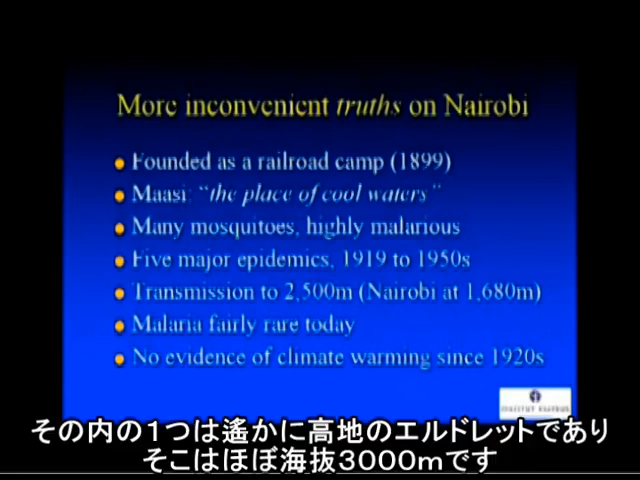 More inconvenient truths on Nairobi
Founded as a railroad camp (1899)
Maasi: “the place of cool waters”
Many mosquitoes, highly malarious
Five major epidemics, 1919 to 1950s
Transmission to 2,500m (Nairobi at 1,680m)
Malaria fairly rare today
No evidence of climate warming since 1920s
INSTITUT PASTEUR
その内の1つは遙かに高地のエルドレットであり
そこはほぼ海抜3000mです